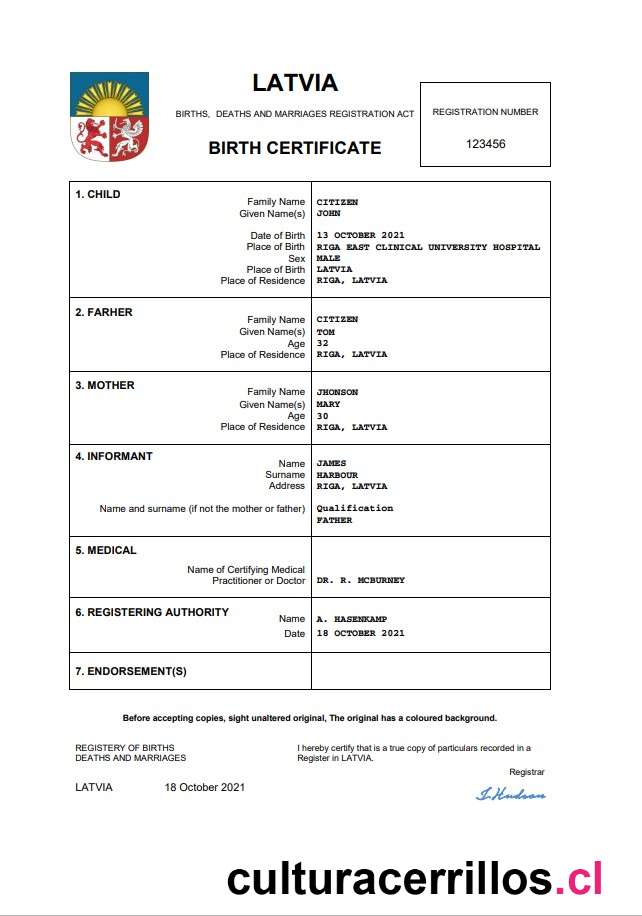 LATVIA
BIRTHS, DEATHS AND MARRIAGES REGISTRATION ACT
BIRTH CERTIFICATE
REGISTRATION NUMBER
123456
1. CHILD
Family Name CITIZEN
Given Name(s) JOHN
Date of Birth 13 OCTOBER 2021
Place of Birth RIGA EAST CLINICAL UNIVERSITY HOSPITAL
Sex MALE
Place of Birth LATVIA
Place of Residence RIGA, LATVIA
2. FARHER
Family Name CITIZEN
Given Name(s) TOM
Age 32
Place of Residence RIGA, LATVIA
3. MOTHER
Family Name JHONSON
Given Name(s) MARY
Age 30
Place of Residence RIGA, LATVIA
4. INFORMANT
Name JAMES
Surname HARBOUR
Address RIGA, LATVIA
Name and surname (if not the mother or father) Qualification
FATHER
5. MEDICAL
Name of Certifying Medical
Practitioner or Doctor DR. R. MCBURNEY
6. REGISTERING AUTHORITY
Name A. HASENKAMP
Date 18 OCTOBER 2021
7. ENDORSEMENT(S)
Before accepting copies, sight unaltered original, The original has a coloured background.
REGISTERY OF BIRTHS
DEATHS AND MARRIAGES
I hereby certify that is a true copy of particulars recorded in a
Register in LATVIA.
Registrar
LATVIA 18 October 2021
J.Hudson
culturacerrillos.cl